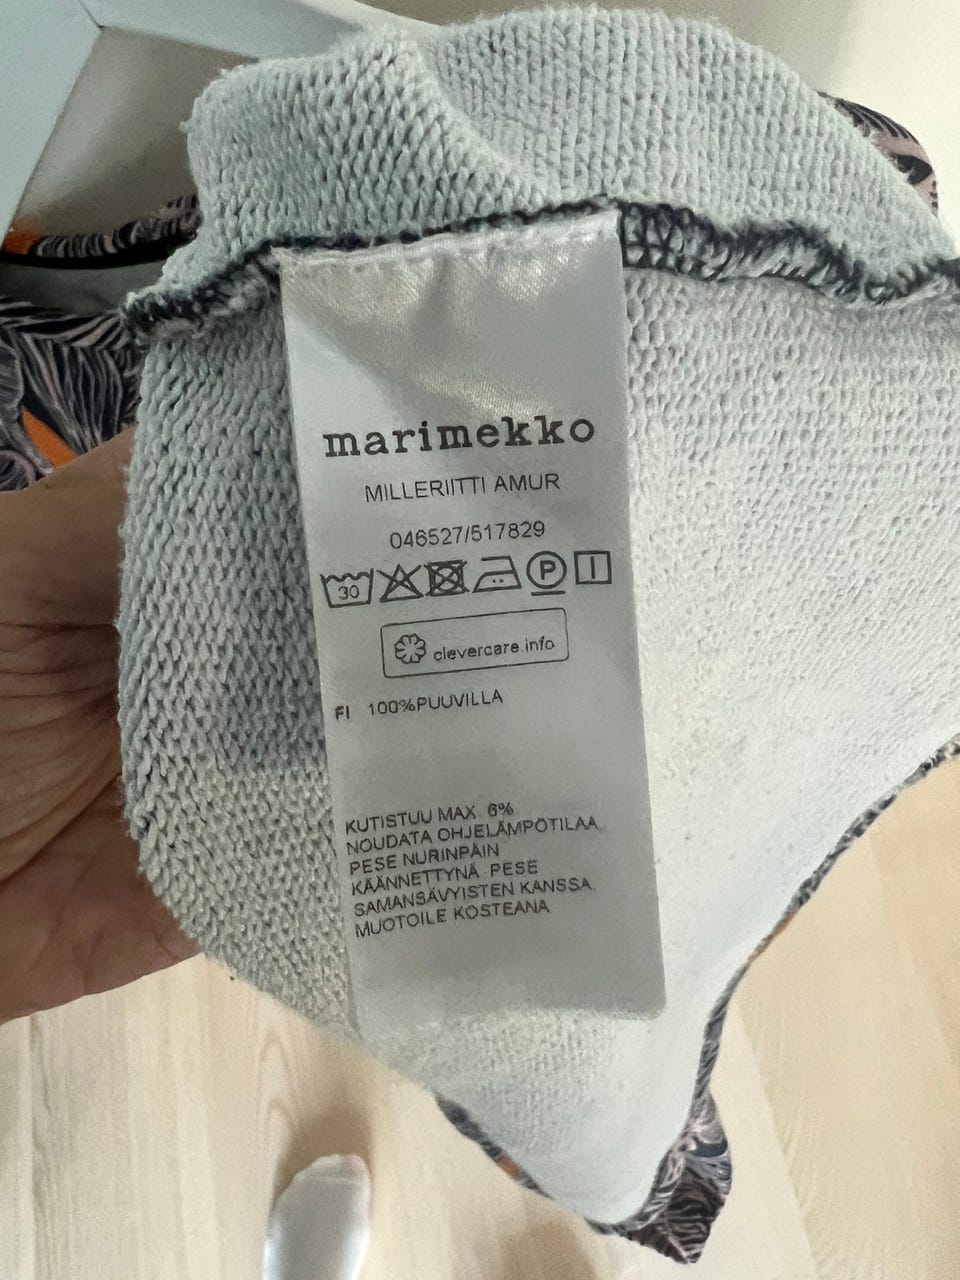 marimekko
MILLERIITTI AMUR
046527/517829
30 P
clevercare.info
FI 100%PUUVILLA
KUTISTUU MAX. 6%
NOUDATA OHJELÄMPÖTILAA.
PESE NURINPÄIN
KÄÄNNETTYNÄ. PESE
SAMANSÄVYISTEN KANSSA.
MUOTOILE KOSTEANA